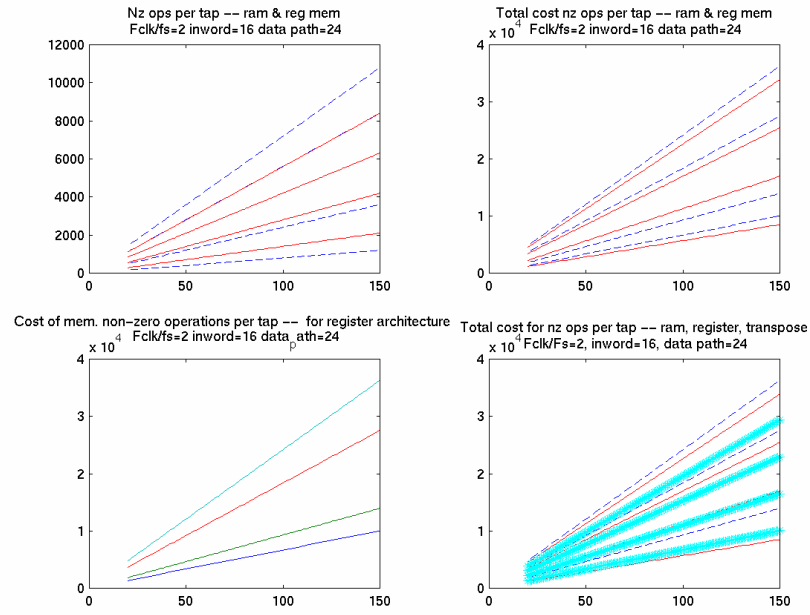 Nz ops per tap -- ram & reg mem
Fclk/fs=2 inword=16 data path=24
12000
10000
8000
6000
4000
2000
0
0 50 100 150
Total cost nz ops per tap -- ram & reg mem
x 10^4 Fclk/fs=2 inword=16 data path=24
4
3
2
1
0
0 50 100 150
Cost of mem. non-zero operations per tap -- for register architecture
x 10^4 Fclk/fs=2 inword=16 data_path=24
4
3
2
1
0
0 50 100 150
Total cost for nz ops per tap -- ram, register, transpose
x 10^4 Fclk/Fs=2, inword=16, data path=24
4
3
2
1
0
0 50 100 150